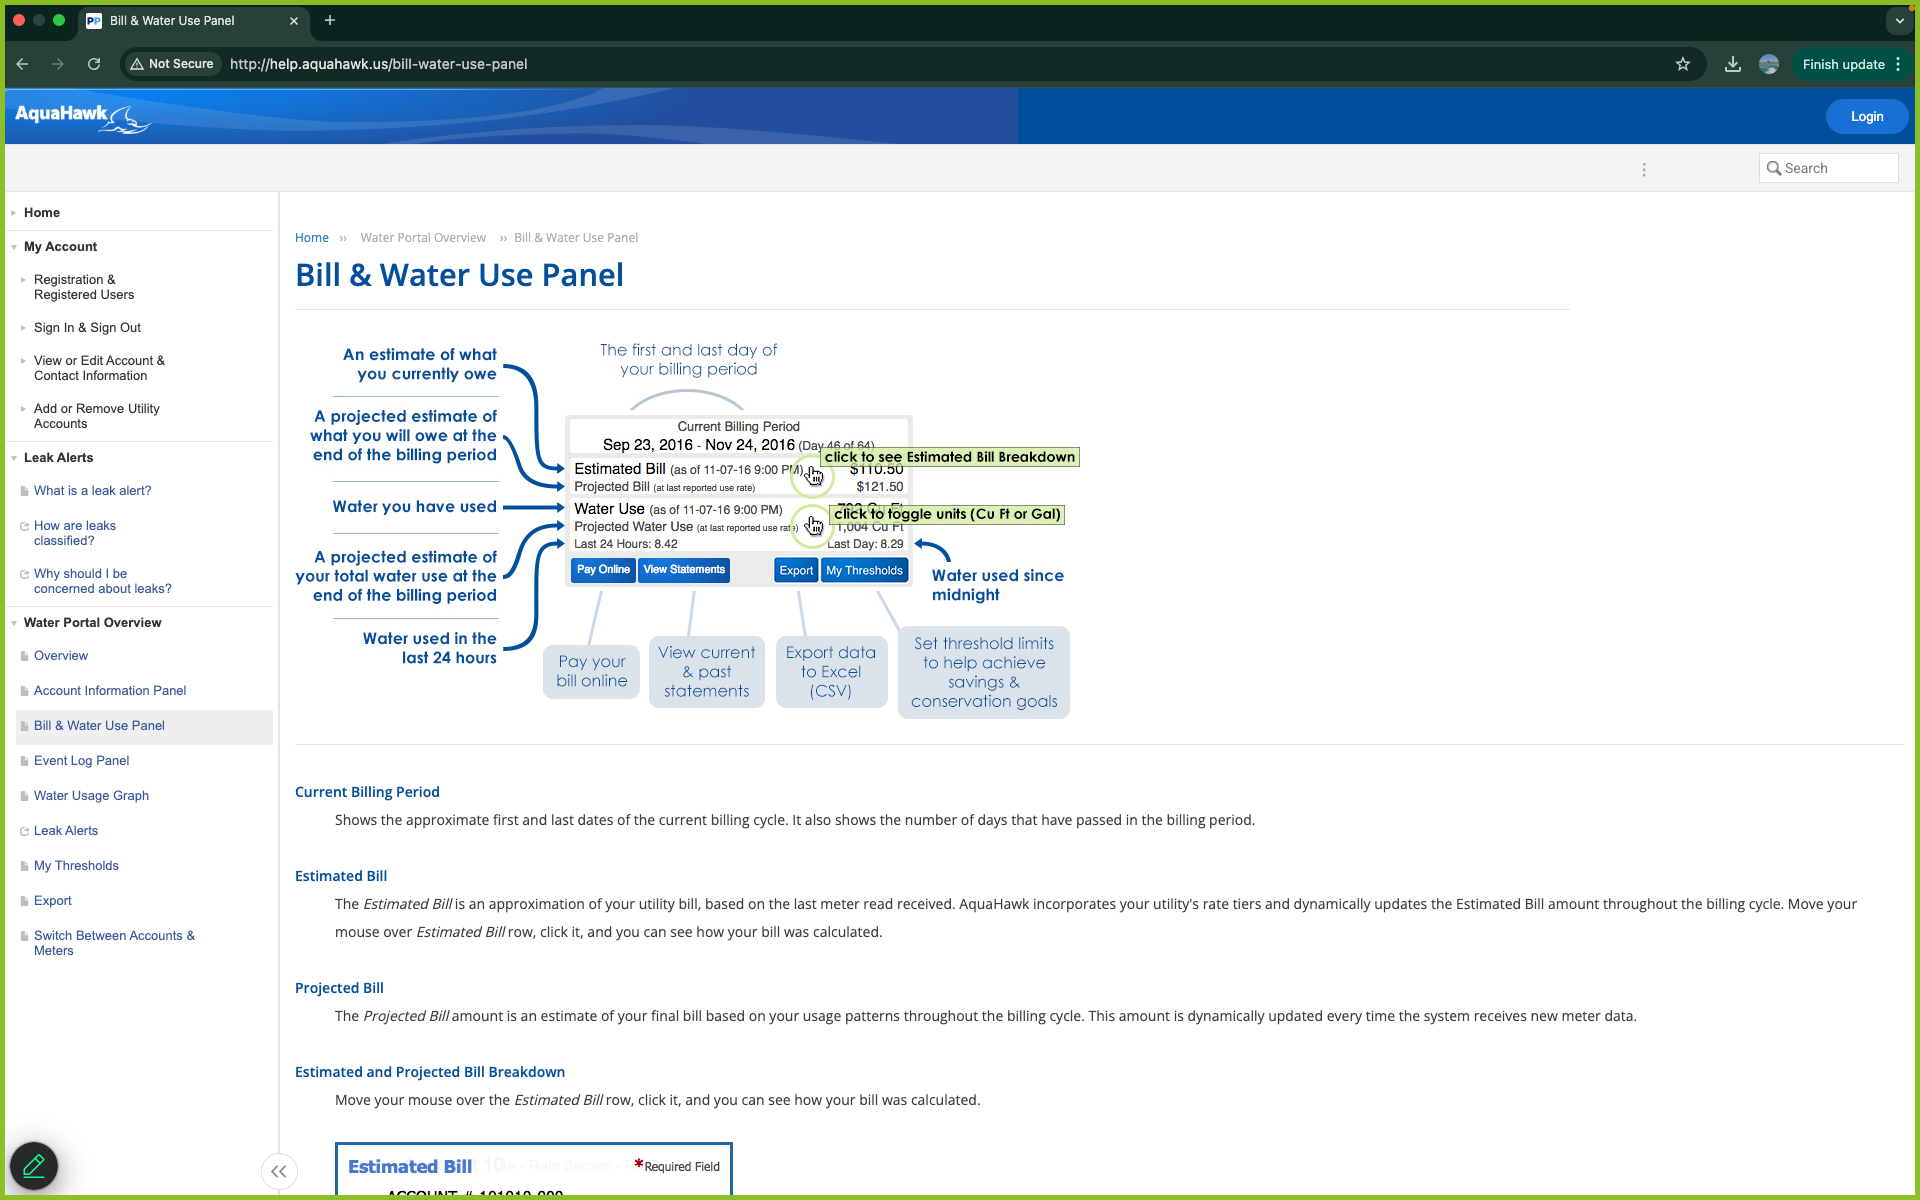 Bill & Water Use Panel
Not Secure
http://help.aquahawk.us/bill-water-use-panel
Finish update
AquaHawk
Login
Search
Home
My Account
Registration &
Registered Users
Sign In & Sign Out
View or Edit Account &
Contact Information
Add or Remove Utility
Accounts
Leak Alerts
What is a leak alert?
How are leaks
classified?
Why should I be
concerned about leaks?
Water Portal Overview
Overview
Account Information Panel
Bill & Water Use Panel
Event Log Panel
Water Usage Graph
Leak Alerts
My Thresholds
Export
Switch Between Accounts &
Meters
Home ›› Water Portal Overview ›› Bill & Water Use Panel
Bill & Water Use Panel
An estimate of what
you currently owe
A projected estimate of
what you will owe at the
end of the billing period
Water you have used
A projected estimate of
your total water use at the
end of the billing period
Water used in the
last 24 hours
The first and last day of
your billing period
Current Billing Period
Sep 23, 2016 - Nov 24, 2016 (Day 46 of 64)
click to see Estimated Bill Breakdown
Estimated Bill (as of 11-07-16 9:00 PM) $110.50
Projected Bill (at last reported use rate) $121.50
Water Use (as of 11-07-16 9:00 PM)
click to toggle units (Cu Ft or Gal)
Projected Water Use (at last reported use rate) 1,004 Cu Ft
Last 24 Hours: 8.42 Last Day: 8.29
Pay Online View Statements Export My Thresholds
Water used since
midnight
Pay your
bill online
View current
& past
statements
Export data
to Excel
(CSV)
Set threshold limits
to help achieve
savings &
conservation goals
Current Billing Period
Shows the approximate first and last dates of the current billing cycle. It also shows the number of days that have passed in the billing period.
Estimated Bill
The Estimated Bill is an approximation of your utility bill, based on the last meter read received. AquaHawk incorporates your utility's rate tiers and dynamically updates the Estimated Bill amount throughout the billing cycle. Move your
mouse over Estimated Bill row, click it, and you can see how your bill was calculated.
Projected Bill
The Projected Bill amount is an estimate of your final bill based on your usage patterns throughout the billing cycle. This amount is dynamically updated every time the system receives new meter data.
Estimated and Projected Bill Breakdown
Move your mouse over the Estimated Bill row, click it, and you can see how your bill was calculated.
Estimated Bill *Required Field
ACCOUNT # 101010-000